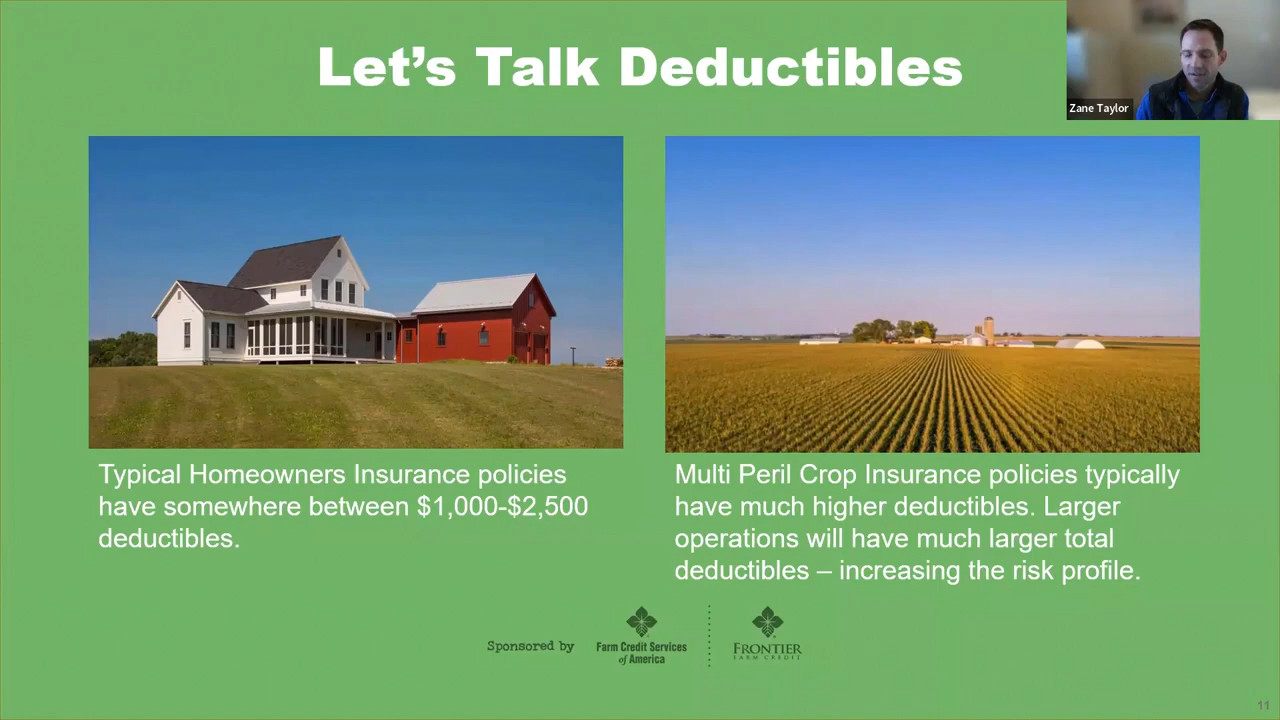 Let's Talk Deductibles
Zane Taylor
Typical Homeowners Insurance policies
have somewhere between $1,000-$2,500
deductibles.
Multi Peril Crop Insurance policies typically
have much higher deductibles. Larger
operations will have much larger total
deductibles – increasing the risk profile.
Sponsored by
Farm Credit Services
of America
FRONTIER
FARM CREDIT
11